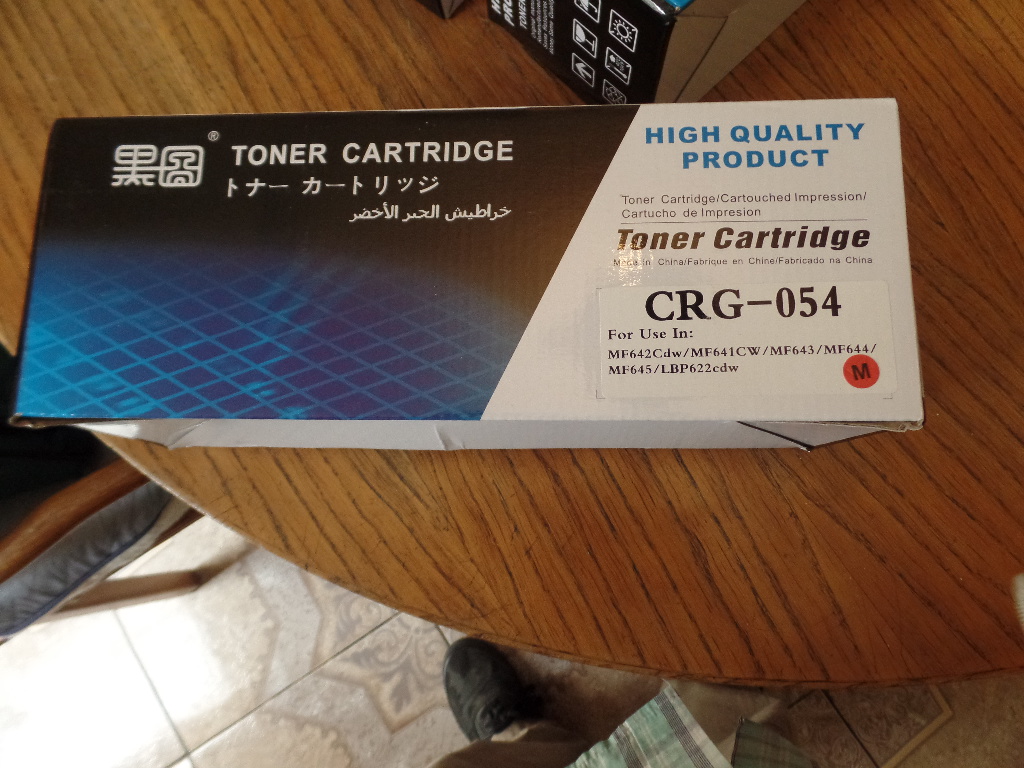 果图®
TONER CARTRIDGE
トナー カートリッジ
خراطيش الحبر الأخضر
HIGH QUALITY
PRODUCT
Toner Cartridge/Cartouched Impression/
Cartucho de Impresion
Toner Cartridge
Made in China/Fabrique en Chine/Fabricado na China
CRG-054
For Use In:
MF642Cdw/MF641CW/MF643/MF644/
MF645/LBP622cdw
M